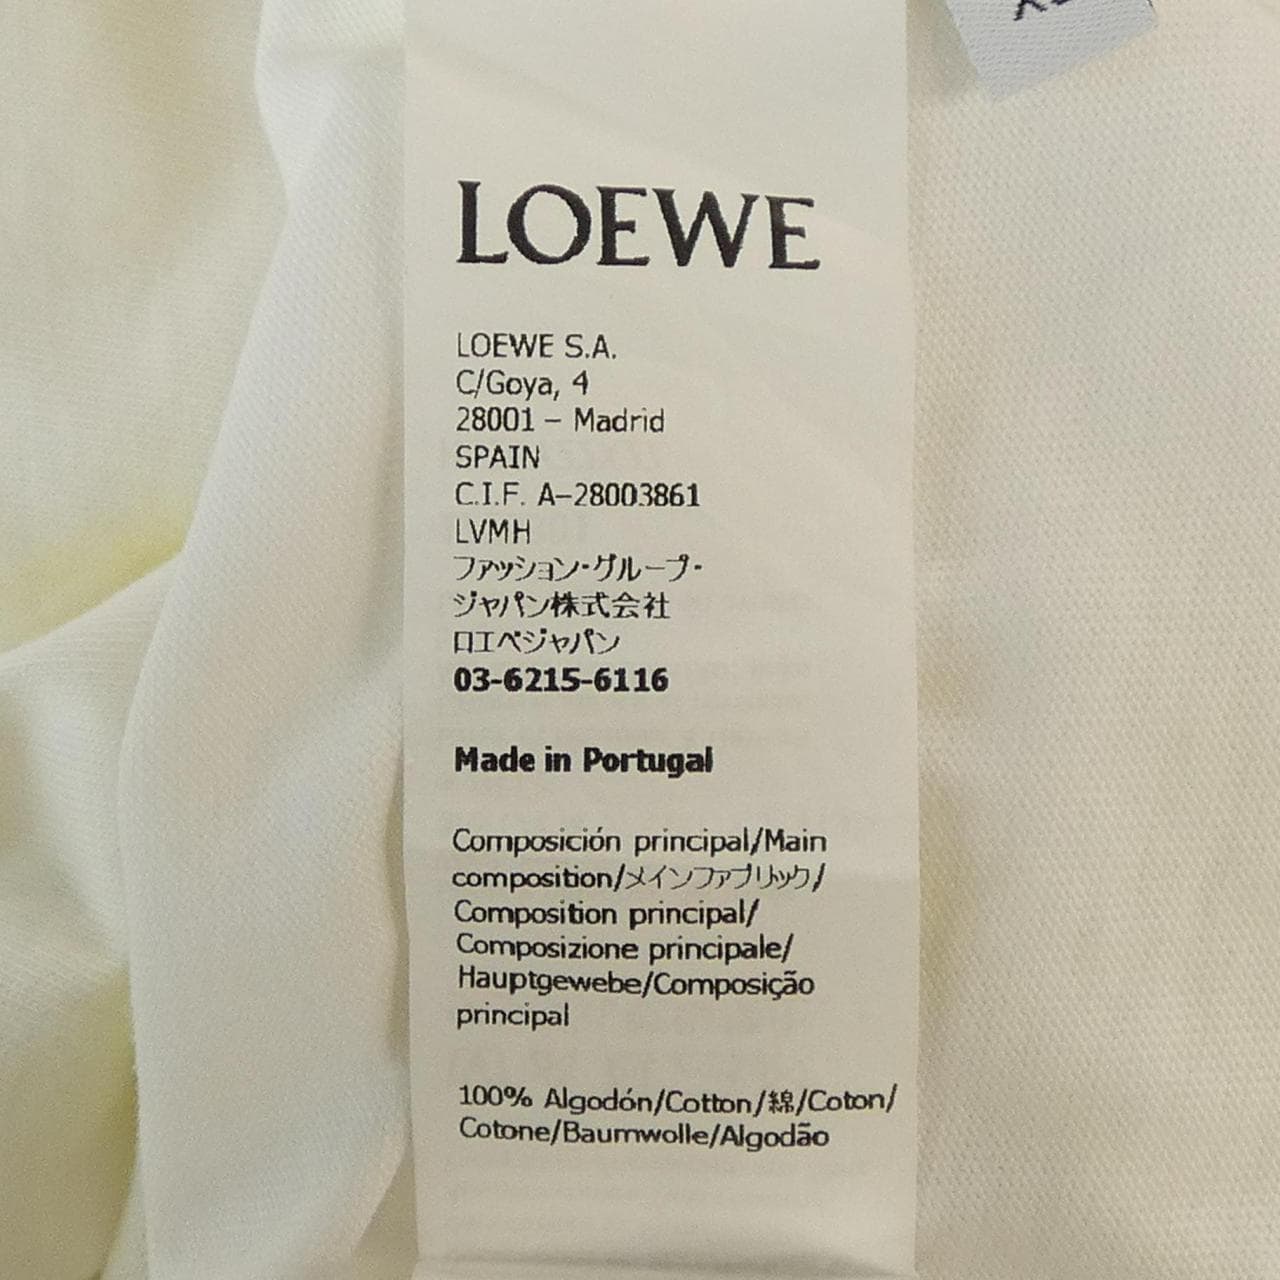 LOEWE
LOEWE S.A.
C/Goya, 4
28001 – Madrid
SPAIN
C.I.F. A–28003861
LVMH
ファッション・グループ・
ジャパン株式会社
ロエベジャパン
03-6215-6116
Made in Portugal
Composición principal/Main
composition/メインファブリック/
Composition principal/
Composizione principale/
Hauptgewebe/Composição
principal
100% Algodón/Cotton/綿/Coton/
Cotone/Baumwolle/Algodão